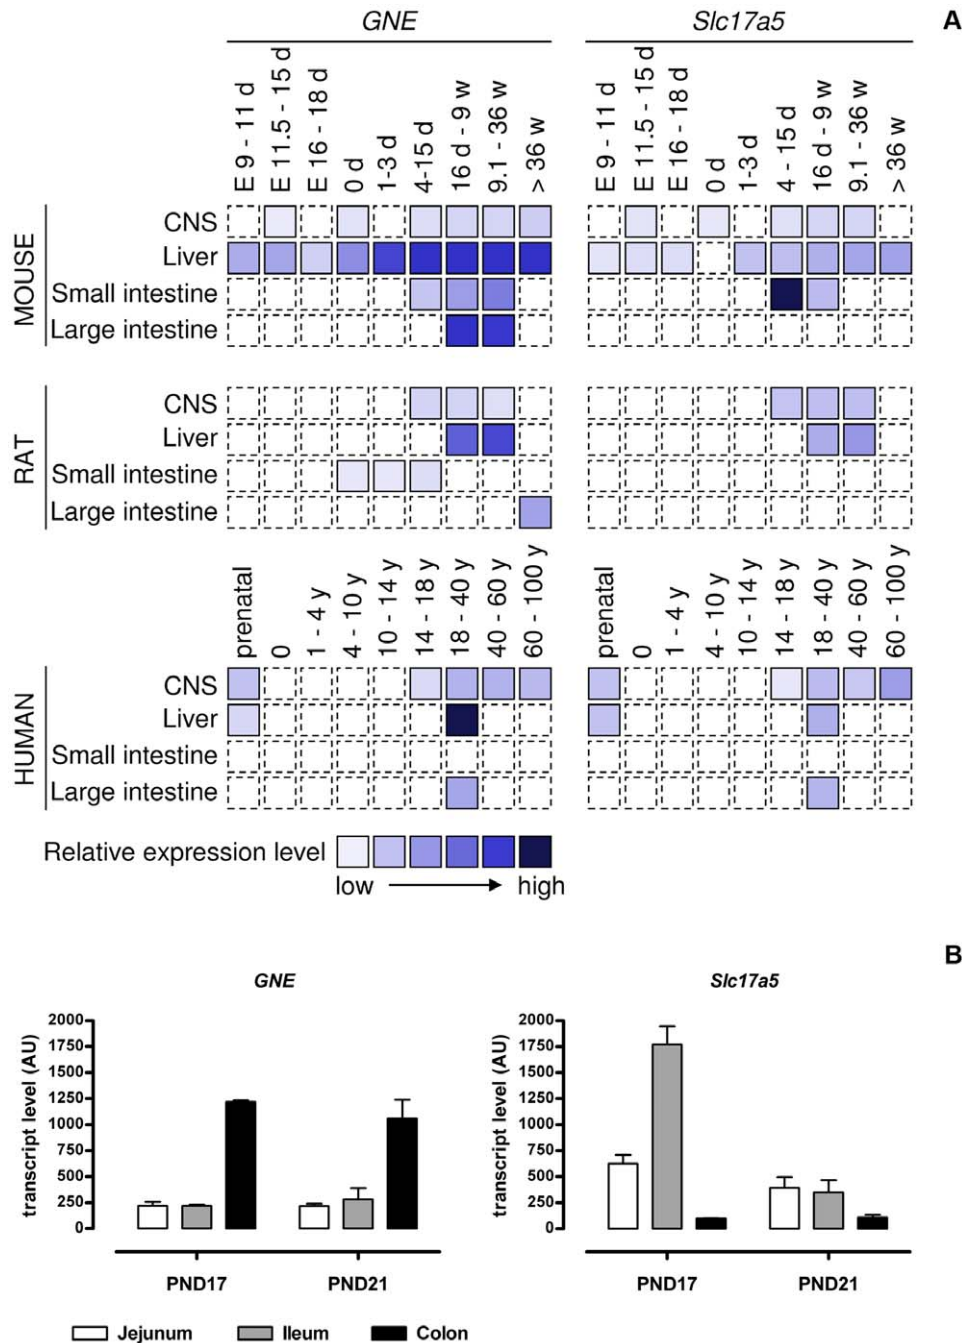 GNE Slc17a5 A
E 9 - 11 d E 11.5 - 15 d E 16 - 18 d 0 d 1-3 d 4-15 d 16 d - 9 w 9.1 - 36 w > 36 w E 9 - 11 d E 11.5 - 15 d E 16 - 18 d 0 d 1-3 d 4 - 15 d 16 d - 9 w 9.1 - 36 w > 36 w
MOUSE
CNS
Liver
Small intestine
Large intestine
RAT
CNS
Liver
Small intestine
Large intestine
prenatal 0 1 - 4 y 4 - 10 y 10 - 14 y 14 - 18 y 18 - 40 y 40 - 60 y 60 - 100 y prenatal 0 1 - 4 y 4 - 10 y 10 - 14 y 14 - 18 y 18 - 40 y 40 - 60 y 60 - 100 y
HUMAN
CNS
Liver
Small intestine
Large intestine
Relative expression level
low high
B
GNE
transcript level (AU)
2000
1750
1500
1250
1000
750
500
250
0
PND17 PND21
Slc17a5
transcript level (AU)
2000
1750
1500
1250
1000
750
500
250
0
PND17 PND21
Jejunum Ileum Colon